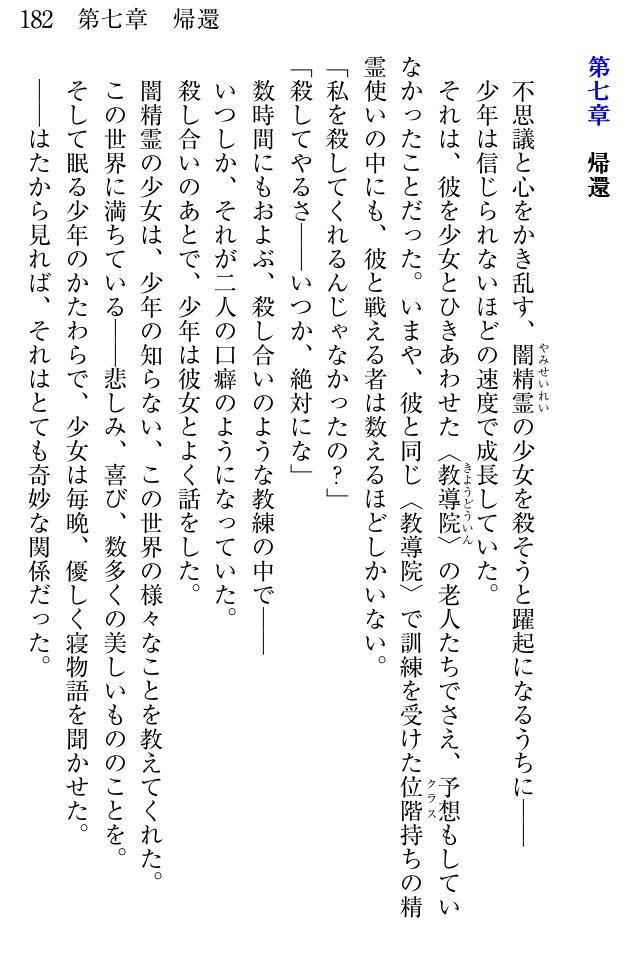 182 第七章 帰還
第七章 帰還
不思議と心をかき乱す、闇精霊の少女を殺そうと躍起になるうちに――
やみせいれい
少年は信じられないほどの速度で成長していた。
それは、彼を少女とひきあわせた〈教導院〉の老人たちでさえ、予想もしてい
きようどういん
なかったことだった。いまや、彼と同じ〈教導院〉で訓練を受けた位階持ちの精
クラス
霊使いの中にも、彼と戦える者は数えるほどしかいない。
「私を殺してくれるんじゃなかったの？」
「殺してやるさ――いつか、絶対にな」
数時間にもおよぶ、殺し合いのような教練の中で――
いつしか、それが二人の口癖のようになっていた。
殺し合いのあとで、少年は彼女とよく話をした。
闇精霊の少女は、少年の知らない、この世界の様々なことを教えてくれた。
この世界に満ちている――悲しみ、喜び、数多くの美しいもののことを。
そして眠る少年のかたわらで、少女は毎晩、優しく寝物語を聞かせた。
――はたから見れば、それはとても奇妙な関係だった。